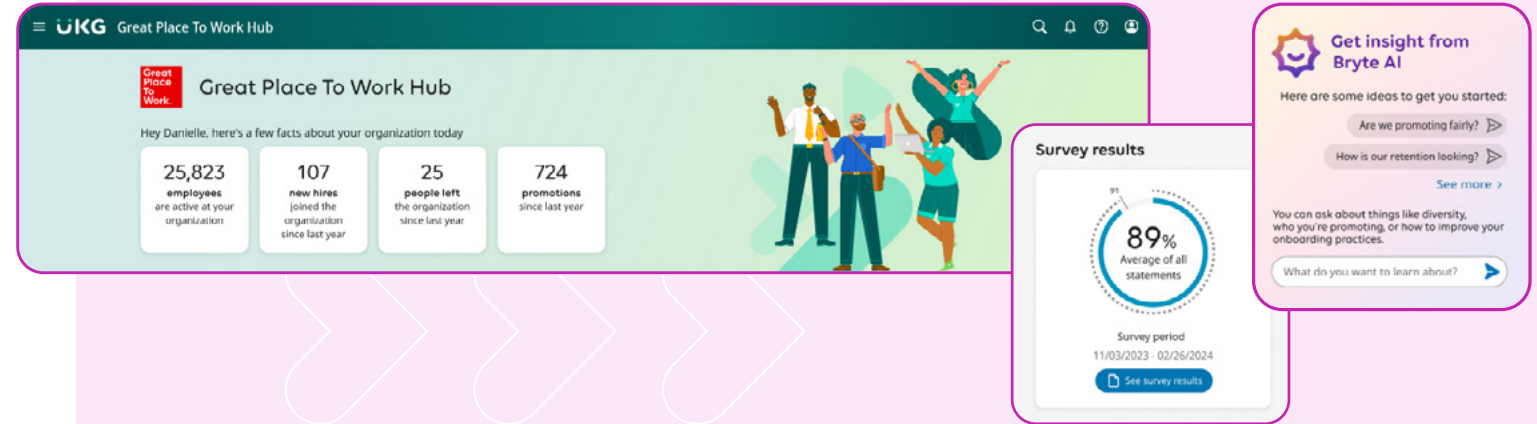 UKG Great Place To Work Hub
Great
Place
To
Work.
Great Place To Work Hub
Hey Danielle, here's a few facts about your organization today
25,823
employees
are active at your
organization
107
new hires
joined the
organization
since last year
25
people left
the organization
since last year
724
promotions
since last year
Survey results
91
89%
Average of all
statements
Survey period
11/03/2023 - 02/26/2024
See survey results
Get insight from
Bryte AI
Here are some ideas to get you started:
Are we promoting fairly?
How is our retention looking?
See more >
You can ask about things like diversity,
who you're promoting, or how to improve your
onboarding practices.
What do you want to learn about?